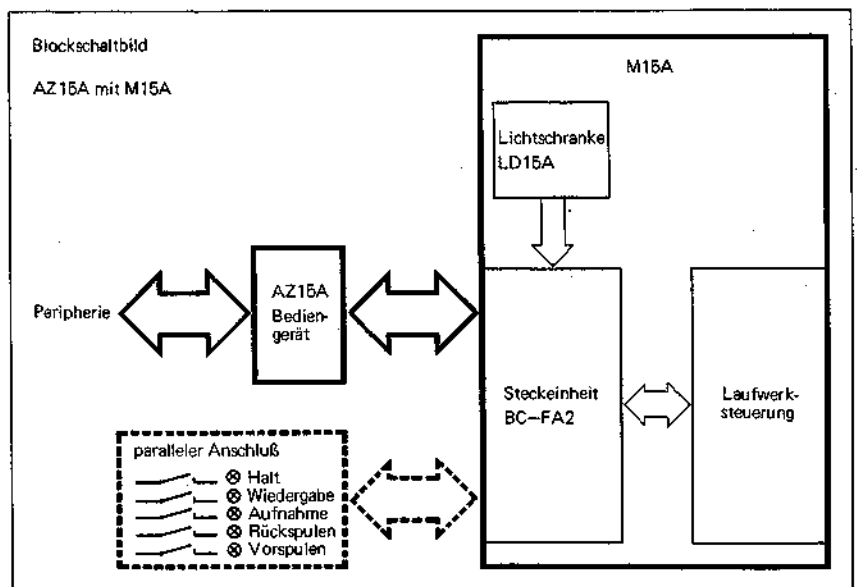 Blockschaltbild
AZ15A mit M15A
M15A
Lichtschranke
LD15A
Peripherie
AZ15A
Bedien-
gerät
Steckeinheit
BC-FA2
Laufwerk-
steuerung
paralleler Anschluß
Halt
Wiedergabe
Aufnahme
Rückspulen
Vorspulen